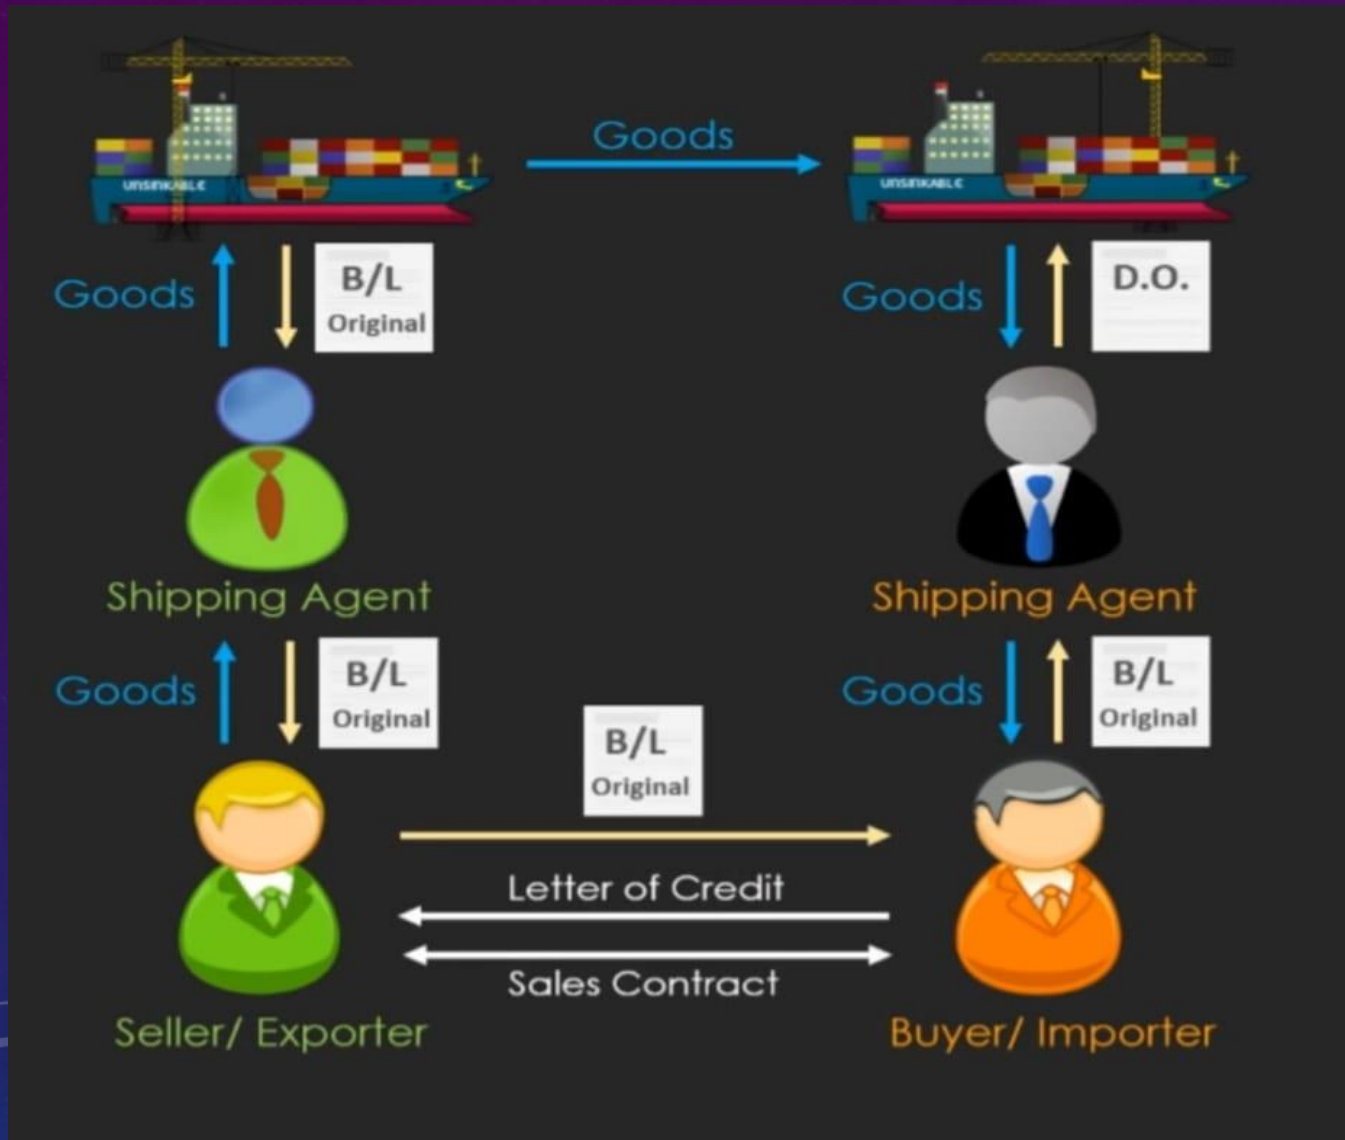 Goods
UNSINKABLE
UNSINKABLE
Goods
B/L
Original
Goods
D.O.
Shipping Agent
Shipping Agent
Goods
B/L
Original
Goods
B/L
Original
B/L
Original
Letter of Credit
Sales Contract
Seller/ Exporter
Buyer/ Importer